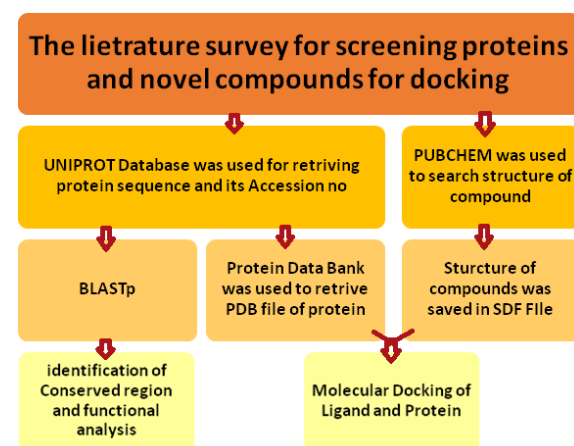 The lietrature survey for screening proteins
and novel compounds for docking
UNIPROT Database was used for retriving
protein sequence and its Accession no
PUBCHEM was used
to search structure of
compound
BLASTp
Protein Data Bank
was used to retrive
PDB file of protein
Sturcture of
compounds was
saved in SDF FIle
identification of
Conserved region
and functional
analysis
Molecular Docking of
Ligand and Protein